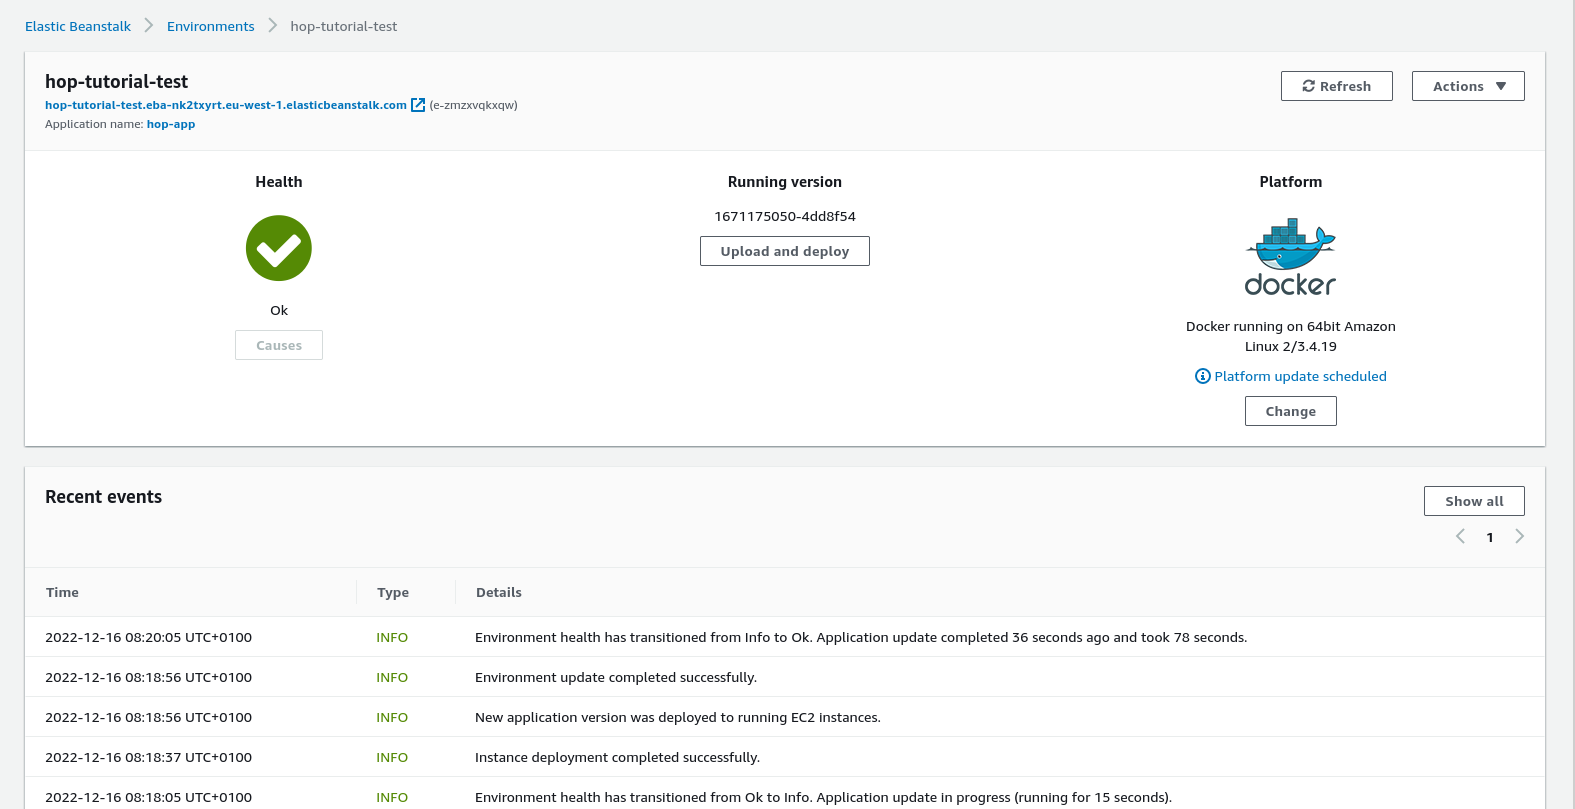 Elastic Beanstalk > Environments > hop-tutorial-test
hop-tutorial-test
Refresh
Actions
hop-tutorial-test.eba-nk2txyrt.eu-west-1.elasticbeanstalk.com (e-zmzxvqkxqw)
Application name: hop-app
Health
Ok
Causes
Running version
1671175050-4dd8f54
Upload and deploy
Platform
docker
Docker running on 64bit Amazon
Linux 2/3.4.19
Platform update scheduled
Change
Recent events
Show all
1
Time Type Details
2022-12-16 08:20:05 UTC+0100 INFO Environment health has transitioned from Info to Ok. Application update completed 36 seconds ago and took 78 seconds.
2022-12-16 08:18:56 UTC+0100 INFO Environment update completed successfully.
2022-12-16 08:18:56 UTC+0100 INFO New application version was deployed to running EC2 instances.
2022-12-16 08:18:37 UTC+0100 INFO Instance deployment completed successfully.
2022-12-16 08:18:05 UTC+0100 INFO Environment health has transitioned from Ok to Info. Application update in progress (running for 15 seconds).